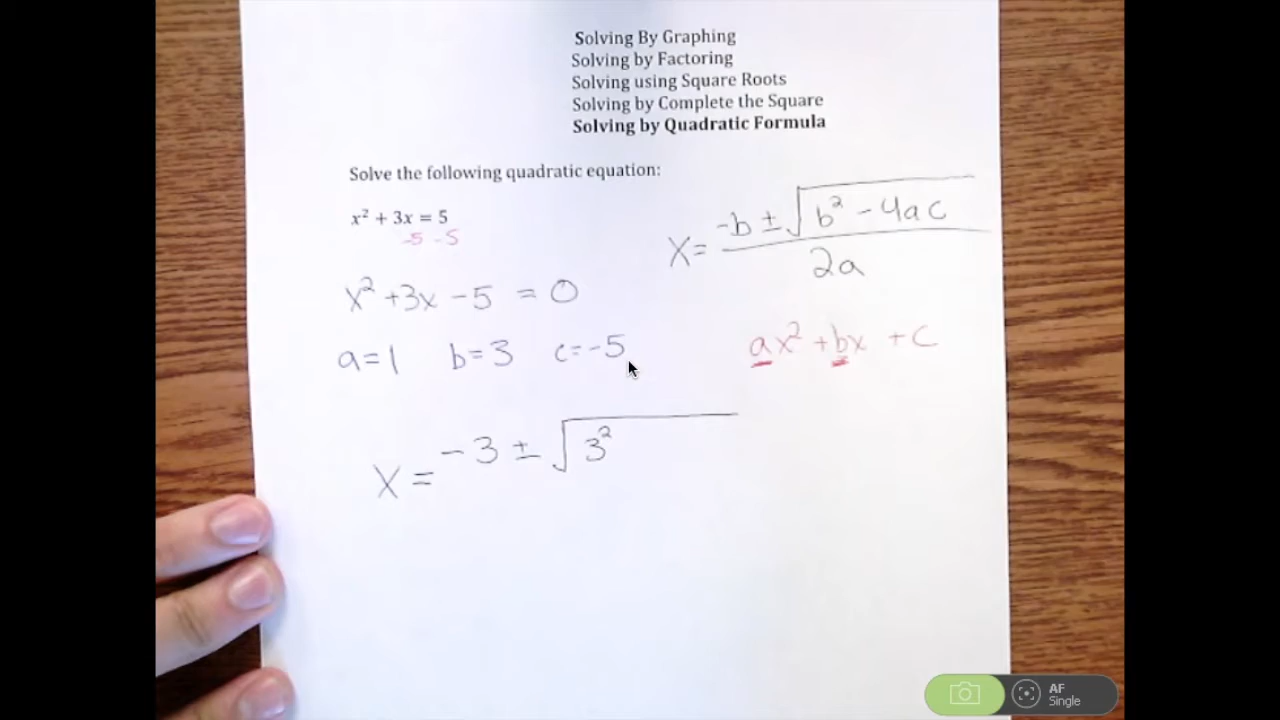 Solving By Graphing
Solving by Factoring
Solving using Square Roots
Solving by Complete the Square
Solving by Quadratic Formula
Solve the following quadratic equation:
x² + 3x = 5
-5 -5
x = (-b ± √(b² - 4ac)) / 2a
x² + 3x - 5 = 0
a=1 b=3 c=-5
ax² + bx + c
x = -3 ± √(3²
AF
Single